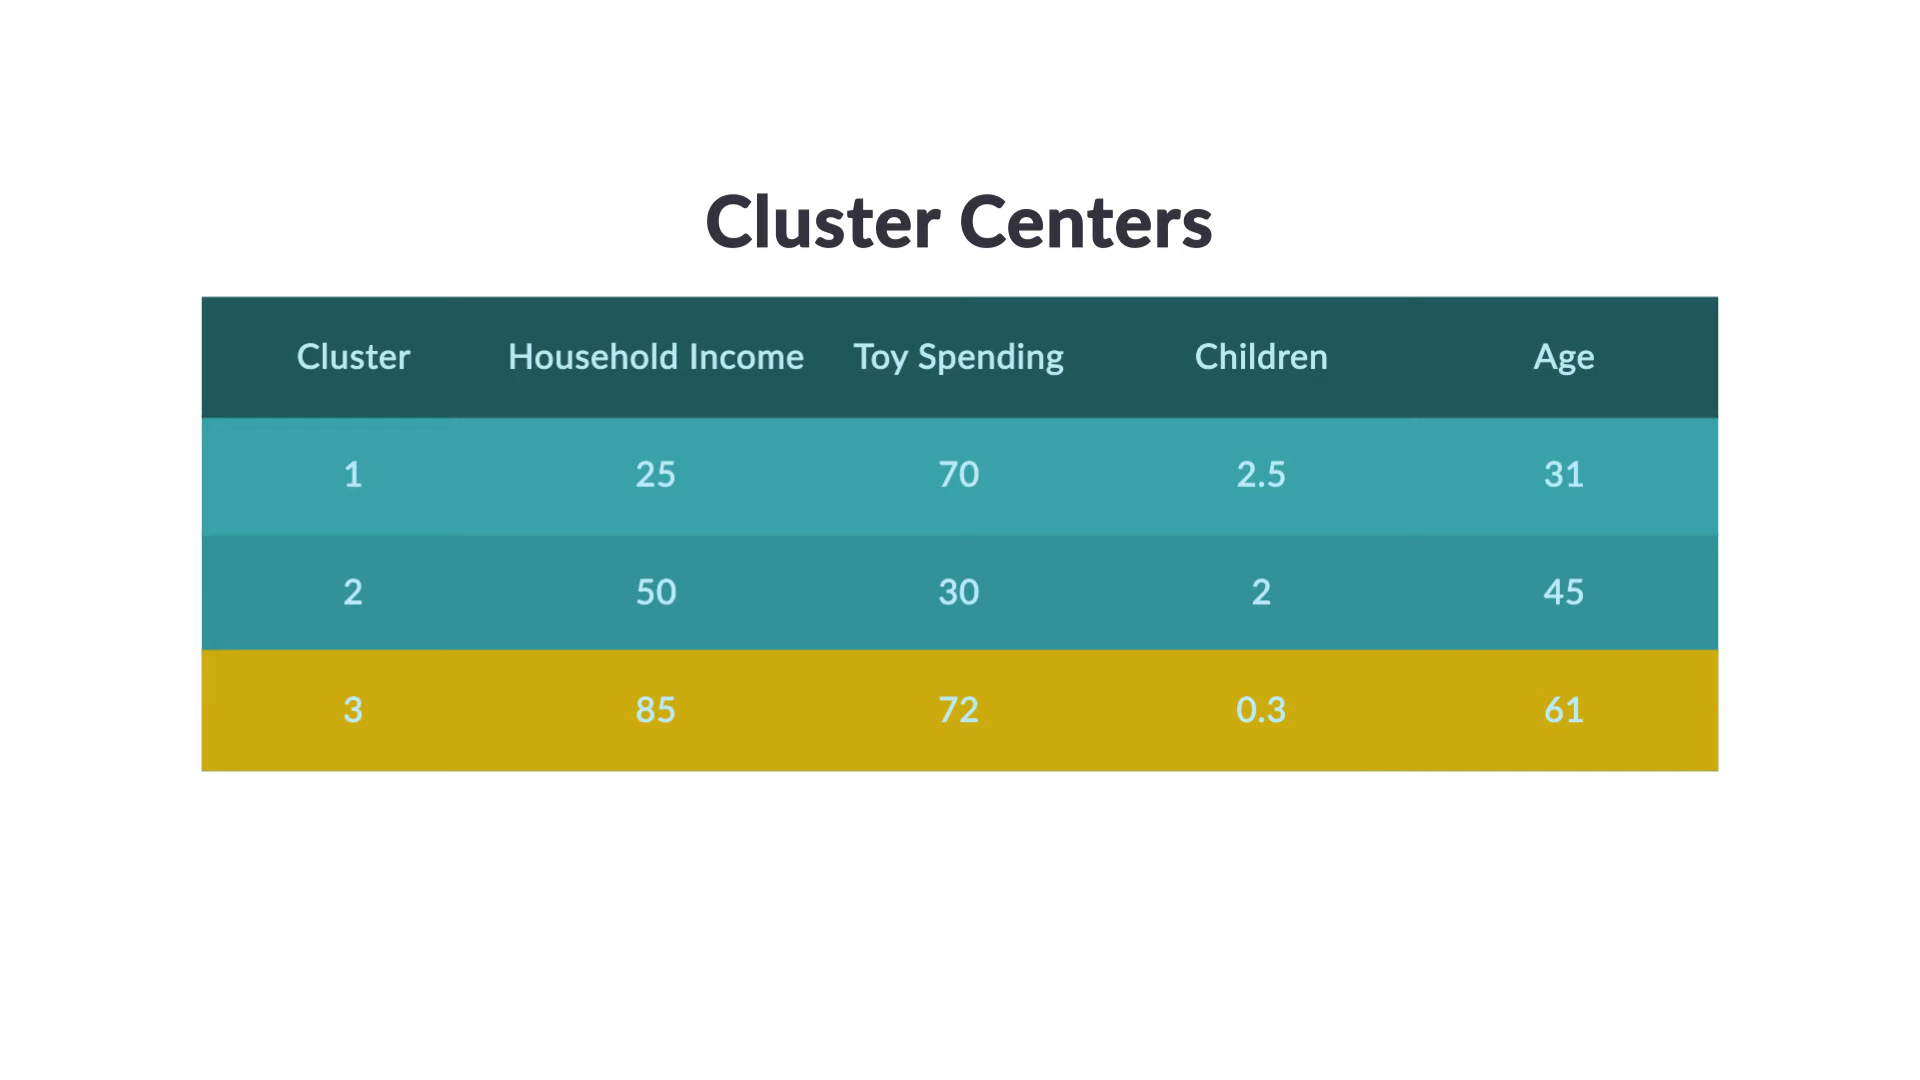 Cluster Centers
Cluster Household Income Toy Spending Children Age
1 25 70 2.5 31
2 50 30 2 45
3 85 72 0.3 61